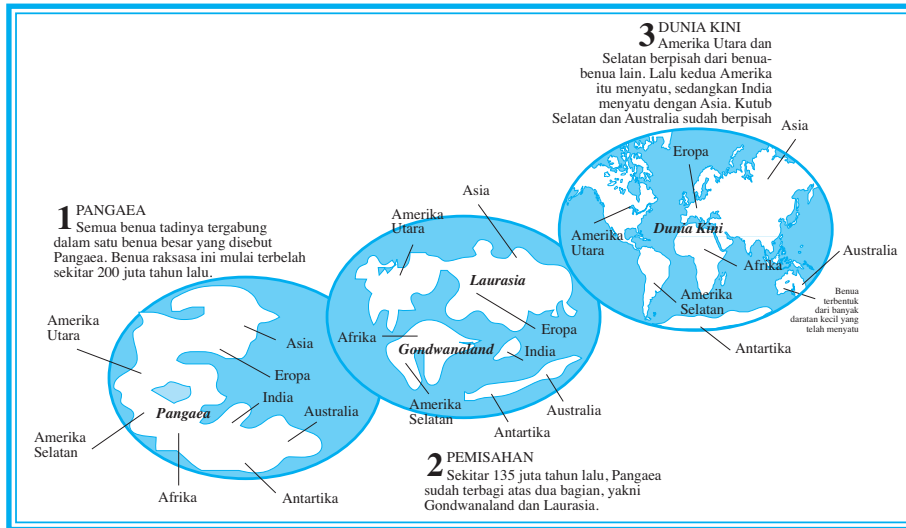 1 PANGAEA
Semua benua tadinya tergabung
dalam satu benua besar yang disebut
Pangaea. Benua raksasa ini mulai terbelah
sekitar 200 juta tahun lalu.
Amerika
Utara
Asia
Eropa
India
Australia
Pangaea
Amerika
Selatan
Afrika
Antartika
Asia
Amerika
Utara
Laurasia
Afrika
Gondwanaland
Eropa
India
Amerika
Selatan
Australia
Antartika
2 PEMISAHAN
Sekitar 135 juta tahun lalu, Pangaea
sudah terbagi atas dua bagian, yakni
Gondwanaland dan Laurasia.
3 DUNIA KINI
Amerika Utara dan
Selatan berpisah dari benua-
benua lain. Lalu kedua Amerika
itu menyatu, sedangkan India
menyatu dengan Asia. Kutub
Selatan dan Australia sudah berpisah
Asia
Eropa
Amerika
Utara
Dunia Kini
Afrika
Australia
Amerika
Selatan
Benua
terbentuk
dari banyak
daratan kecil yang
telah menyatu
Antartika